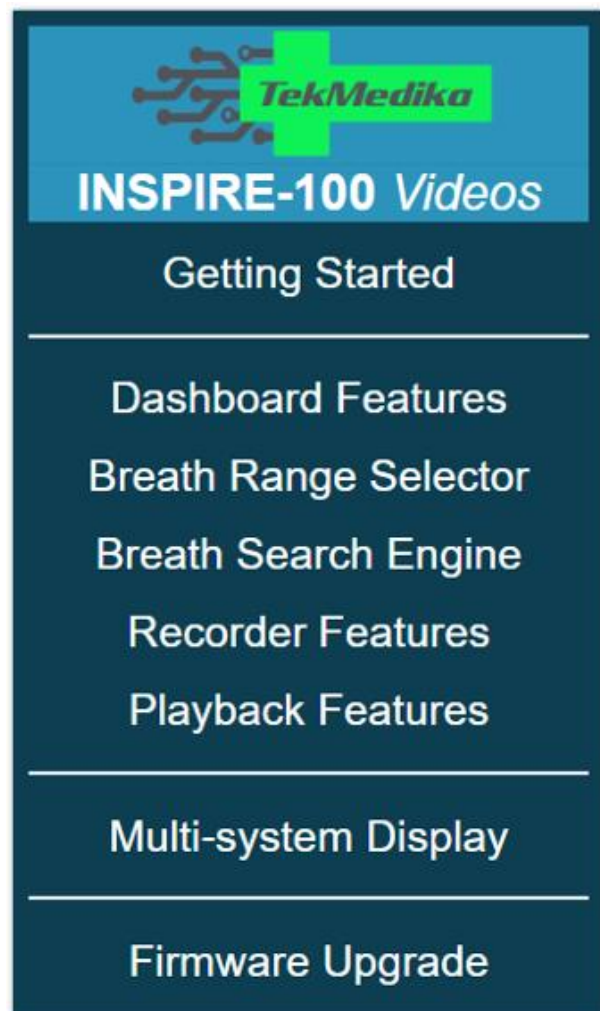 TekMedika
INSPIRE-100 Videos
Getting Started
Dashboard Features
Breath Range Selector
Breath Search Engine
Recorder Features
Playback Features
Multi-system Display
Firmware Upgrade